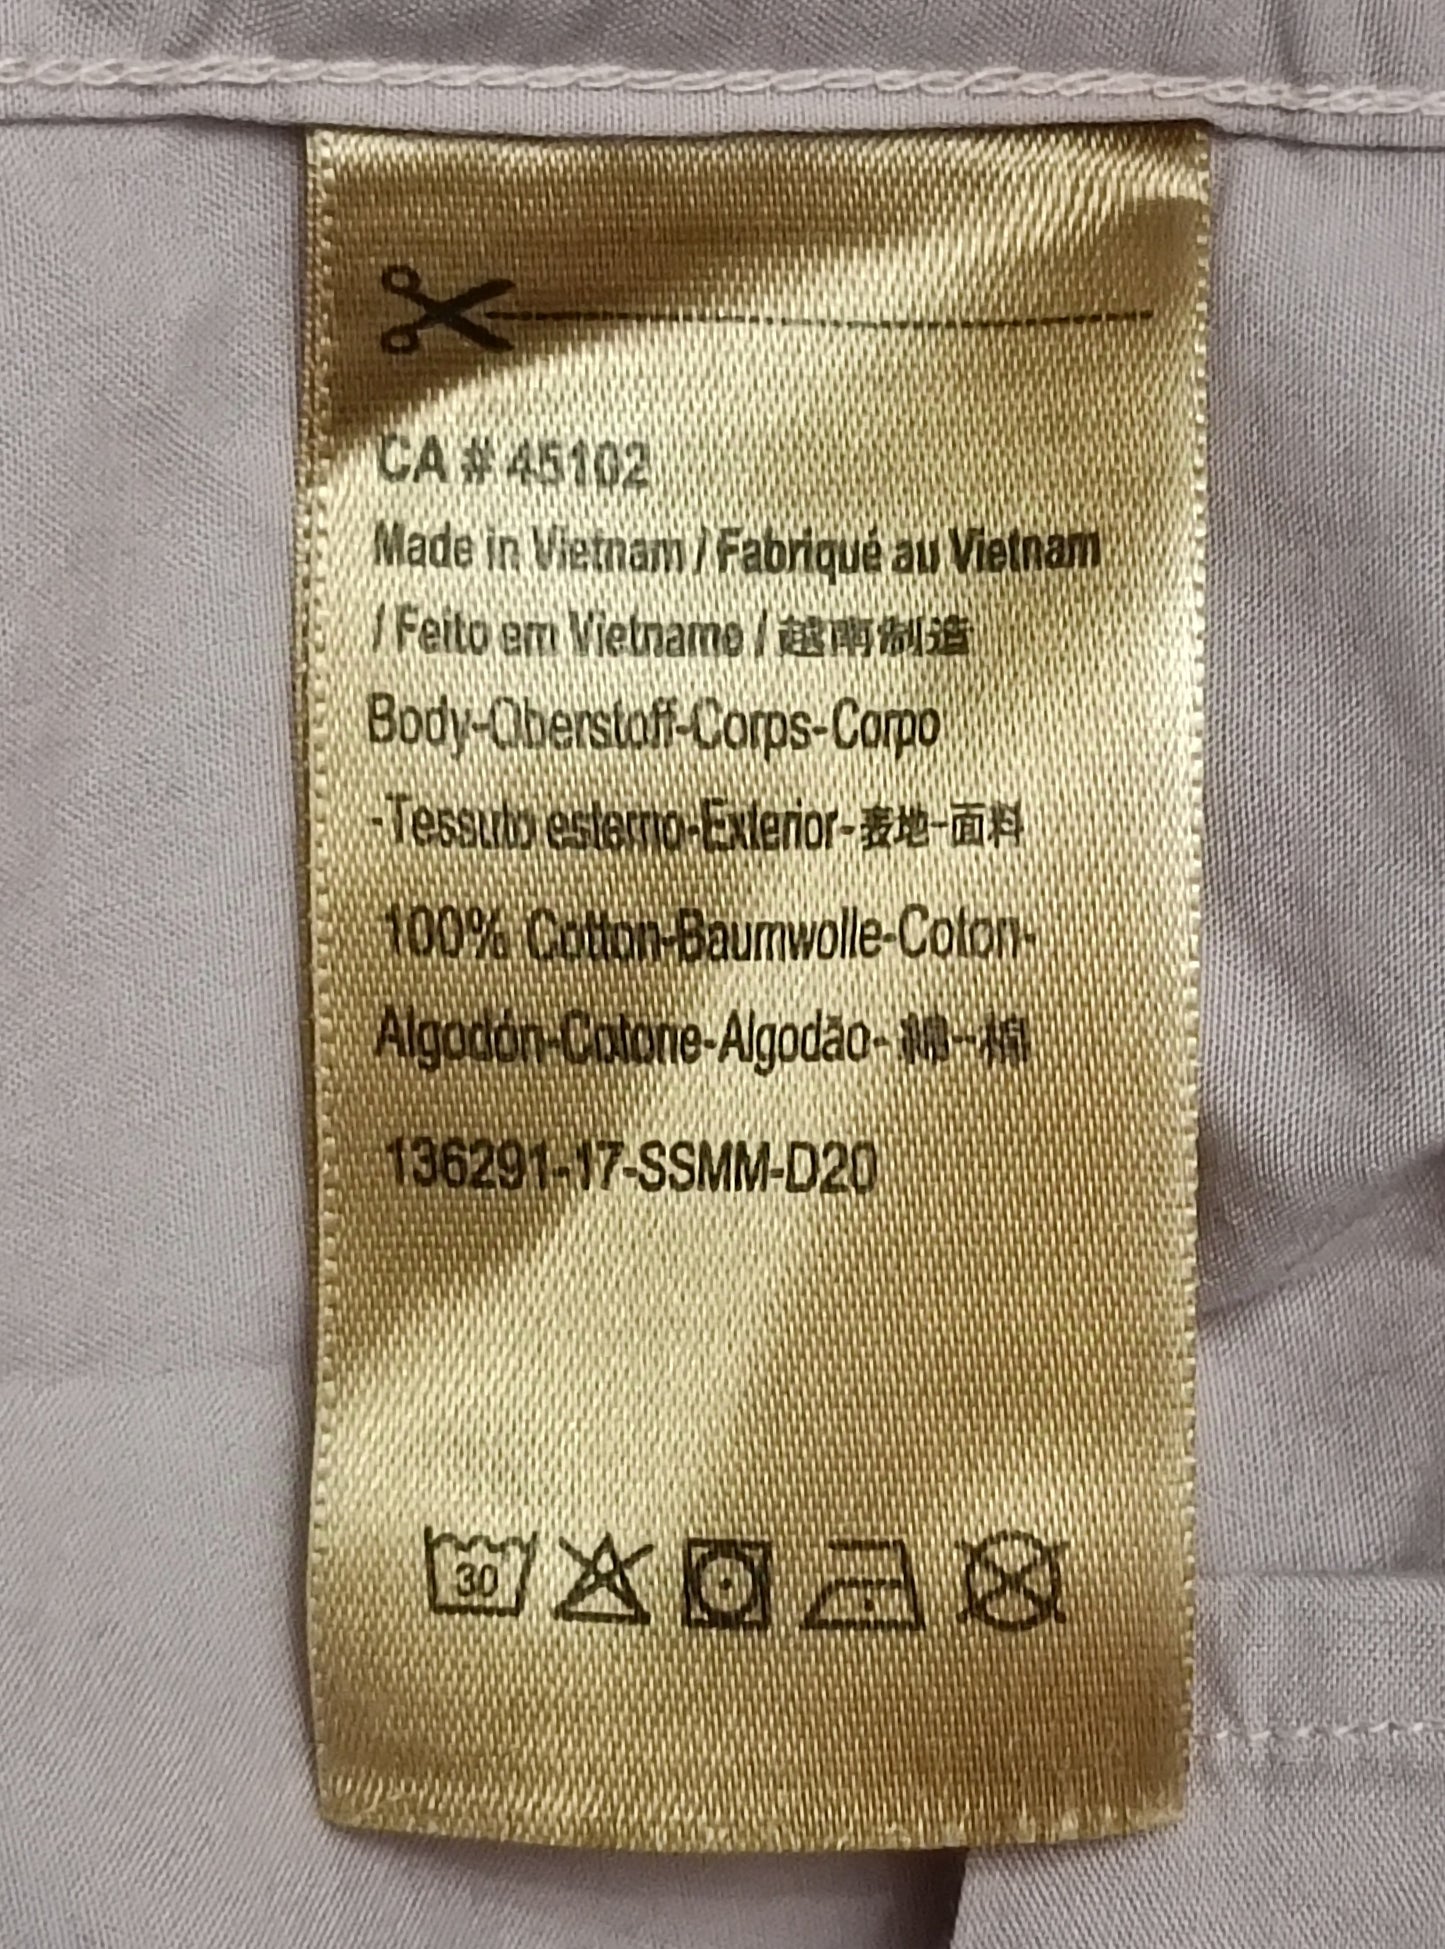 CA # 45102
Made in Vietnam / Fabriqué au Vietnam
/ Feito em Vietname / 越南制造
Body-Oberstoff-Corps-Corpo
-Tessuto esterno-Exterior-表地-面料
100% Cotton-Baumwolle-Coton-
Algodón-Cotone-Algodão- 綿-棉
136291-17-SSMM-D20
30